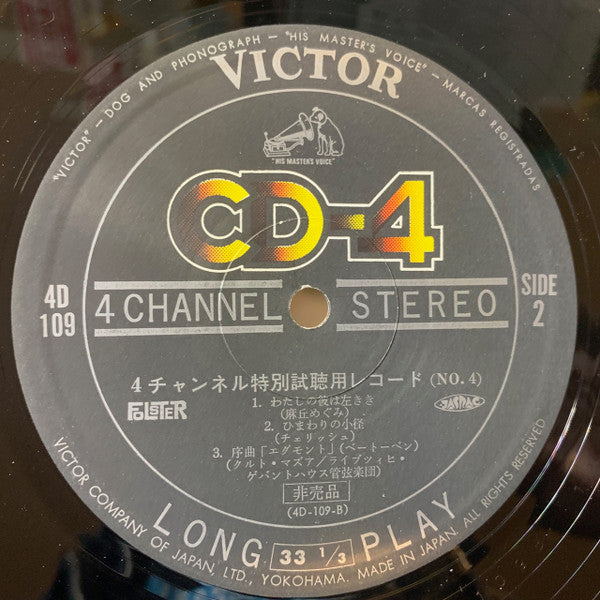 "VICTOR" – DOG AND PHONOGRAPH – "HIS MASTER'S VOICE" – MARCAS REGISTRADAS
VICTOR
"HIS MASTER'S VOICE"
CD-4
4D
109
4 CHANNEL
STEREO
SIDE
2
4チャンネル特別試聴用レコード (NO. 4)
FOLSTER
JASRAC
1. わたしの彼は左きき
(麻丘めぐみ)
2. ひまわりの小径
(チェリッシュ)
3. 序曲「エグモント」(ベートーベン)
(クルト・マズア/ライプツィヒ・
ゲバントハウス管弦楽団)
非売品
(4D-109-B)
LONG 33 1/3 PLAY
VICTOR COMPANY OF JAPAN, LTD., YOKOHAMA. MADE IN JAPAN. ALL RIGHTS RESERVED